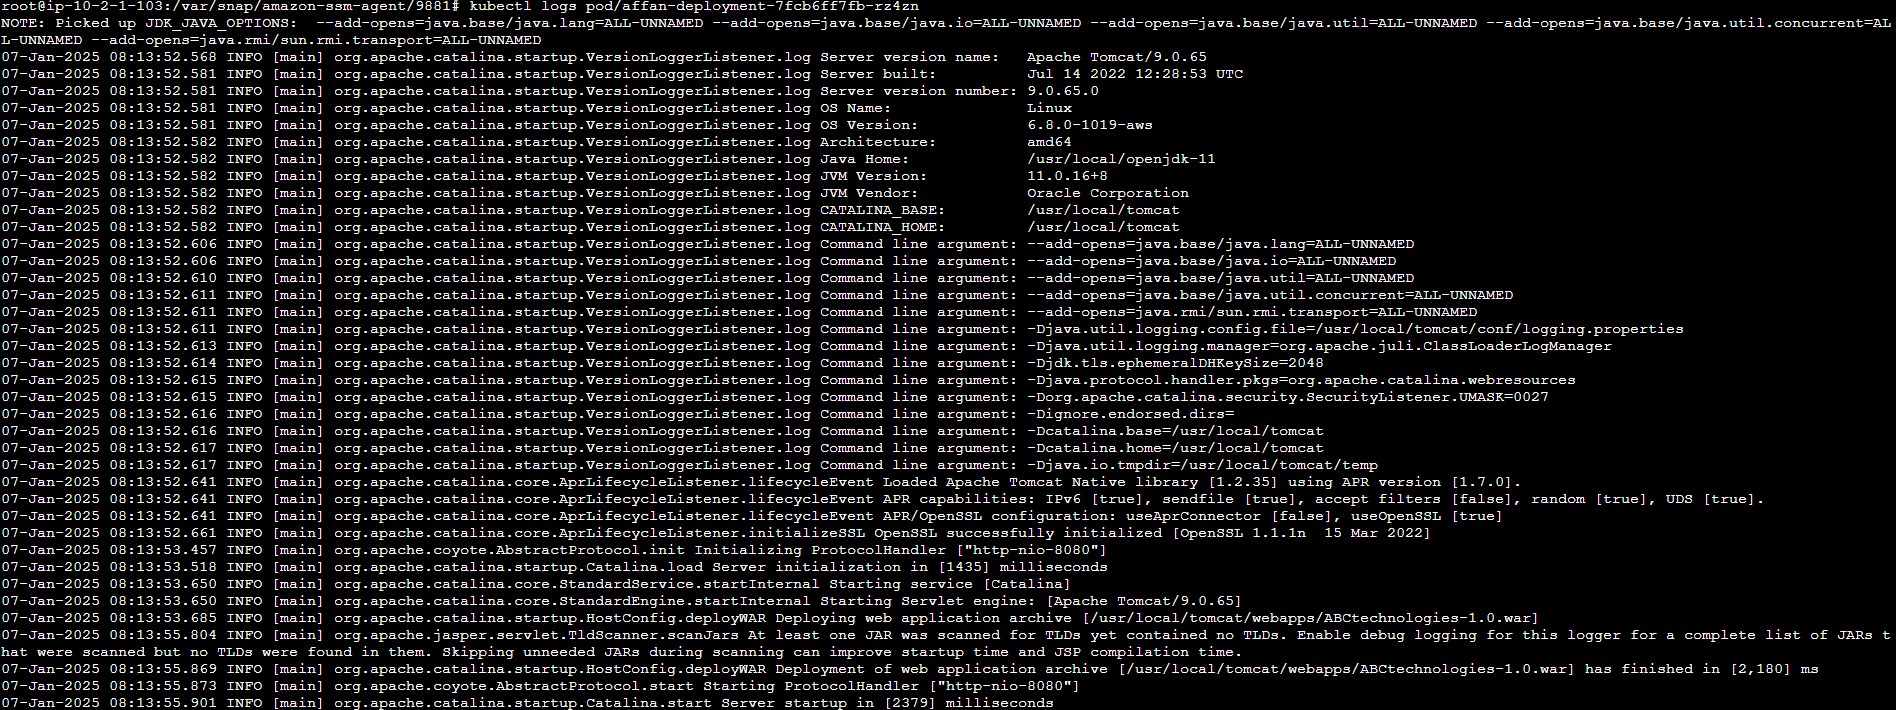 root@ip-10-2-1-103:/var/snap/amazon-ssm-agent/9881# kubectl logs pod/affan-deployment-7fcb6ff7fb-rz4zn
NOTE: Picked up JDK_JAVA_OPTIONS:  --add-opens=java.base/java.lang=ALL-UNNAMED --add-opens=java.base/java.io=ALL-UNNAMED --add-opens=java.base/java.util=ALL-UNNAMED --add-opens=java.base/java.util.concurrent=AL
L-UNNAMED --add-opens=java.rmi/sun.rmi.transport=ALL-UNNAMED
07-Jan-2025 08:13:52.568 INFO [main] org.apache.catalina.startup.VersionLoggerListener.log Server version name:   Apache Tomcat/9.0.65
07-Jan-2025 08:13:52.581 INFO [main] org.apache.catalina.startup.VersionLoggerListener.log Server built:          Jul 14 2022 12:28:53 UTC
07-Jan-2025 08:13:52.581 INFO [main] org.apache.catalina.startup.VersionLoggerListener.log Server version number: 9.0.65.0
07-Jan-2025 08:13:52.581 INFO [main] org.apache.catalina.startup.VersionLoggerListener.log OS Name:               Linux
07-Jan-2025 08:13:52.581 INFO [main] org.apache.catalina.startup.VersionLoggerListener.log OS Version:            6.8.0-1019-aws
07-Jan-2025 08:13:52.582 INFO [main] org.apache.catalina.startup.VersionLoggerListener.log Architecture:          amd64
07-Jan-2025 08:13:52.582 INFO [main] org.apache.catalina.startup.VersionLoggerListener.log Java Home:             /usr/local/openjdk-11
07-Jan-2025 08:13:52.582 INFO [main] org.apache.catalina.startup.VersionLoggerListener.log JVM Version:           11.0.16+8
07-Jan-2025 08:13:52.582 INFO [main] org.apache.catalina.startup.VersionLoggerListener.log JVM Vendor:            Oracle Corporation
07-Jan-2025 08:13:52.582 INFO [main] org.apache.catalina.startup.VersionLoggerListener.log CATALINA_BASE:         /usr/local/tomcat
07-Jan-2025 08:13:52.582 INFO [main] org.apache.catalina.startup.VersionLoggerListener.log CATALINA_HOME:         /usr/local/tomcat
07-Jan-2025 08:13:52.606 INFO [main] org.apache.catalina.startup.VersionLoggerListener.log Command line argument: --add-opens=java.base/java.lang=ALL-UNNAMED
07-Jan-2025 08:13:52.606 INFO [main] org.apache.catalina.startup.VersionLoggerListener.log Command line argument: --add-opens=java.base/java.io=ALL-UNNAMED
07-Jan-2025 08:13:52.610 INFO [main] org.apache.catalina.startup.VersionLoggerListener.log Command line argument: --add-opens=java.base/java.util=ALL-UNNAMED
07-Jan-2025 08:13:52.611 INFO [main] org.apache.catalina.startup.VersionLoggerListener.log Command line argument: --add-opens=java.base/java.util.concurrent=ALL-UNNAMED
07-Jan-2025 08:13:52.611 INFO [main] org.apache.catalina.startup.VersionLoggerListener.log Command line argument: --add-opens=java.rmi/sun.rmi.transport=ALL-UNNAMED
07-Jan-2025 08:13:52.611 INFO [main] org.apache.catalina.startup.VersionLoggerListener.log Command line argument: -Djava.util.logging.config.file=/usr/local/tomcat/conf/logging.properties
07-Jan-2025 08:13:52.613 INFO [main] org.apache.catalina.startup.VersionLoggerListener.log Command line argument: -Djava.util.logging.manager=org.apache.juli.ClassLoaderLogManager
07-Jan-2025 08:13:52.614 INFO [main] org.apache.catalina.startup.VersionLoggerListener.log Command line argument: -Djdk.tls.ephemeralDHKeySize=2048
07-Jan-2025 08:13:52.615 INFO [main] org.apache.catalina.startup.VersionLoggerListener.log Command line argument: -Djava.protocol.handler.pkgs=org.apache.catalina.webresources
07-Jan-2025 08:13:52.615 INFO [main] org.apache.catalina.startup.VersionLoggerListener.log Command line argument: -Dorg.apache.catalina.security.SecurityListener.UMASK=0027
07-Jan-2025 08:13:52.616 INFO [main] org.apache.catalina.startup.VersionLoggerListener.log Command line argument: -Dignore.endorsed.dirs=
07-Jan-2025 08:13:52.616 INFO [main] org.apache.catalina.startup.VersionLoggerListener.log Command line argument: -Dcatalina.base=/usr/local/tomcat
07-Jan-2025 08:13:52.617 INFO [main] org.apache.catalina.startup.VersionLoggerListener.log Command line argument: -Dcatalina.home=/usr/local/tomcat
07-Jan-2025 08:13:52.617 INFO [main] org.apache.catalina.startup.VersionLoggerListener.log Command line argument: -Djava.io.tmpdir=/usr/local/tomcat/temp
07-Jan-2025 08:13:52.641 INFO [main] org.apache.catalina.core.AprLifecycleListener.lifecycleEvent Loaded Apache Tomcat Native library [1.2.35] using APR version [1.7.0].
07-Jan-2025 08:13:52.641 INFO [main] org.apache.catalina.core.AprLifecycleListener.lifecycleEvent APR capabilities: IPv6 [true], sendfile [true], accept filters [false], random [true], UDS [true].
07-Jan-2025 08:13:52.641 INFO [main] org.apache.catalina.core.AprLifecycleListener.lifecycleEvent APR/OpenSSL configuration: useAprConnector [false], useOpenSSL [true]
07-Jan-2025 08:13:52.661 INFO [main] org.apache.catalina.core.AprLifecycleListener.initializeSSL OpenSSL successfully initialized [OpenSSL 1.1.1n  15 Mar 2022]
07-Jan-2025 08:13:53.457 INFO [main] org.apache.coyote.AbstractProtocol.init Initializing ProtocolHandler ["http-nio-8080"]
07-Jan-2025 08:13:53.518 INFO [main] org.apache.catalina.startup.Catalina.load Server initialization in [1435] milliseconds
07-Jan-2025 08:13:53.650 INFO [main] org.apache.catalina.core.StandardService.startInternal Starting service [Catalina]
07-Jan-2025 08:13:53.650 INFO [main] org.apache.catalina.core.StandardEngine.startInternal Starting Servlet engine: [Apache Tomcat/9.0.65]
07-Jan-2025 08:13:53.685 INFO [main] org.apache.catalina.startup.HostConfig.deployWAR Deploying web application archive [/usr/local/tomcat/webapps/ABCtechnologies-1.0.war]
07-Jan-2025 08:13:55.804 INFO [main] org.apache.jasper.servlet.TldScanner.scanJars At least one JAR was scanned for TLDs yet contained no TLDs. Enable debug logging for this logger for a complete list of JARs t
hat were scanned but no TLDs were found in them. Skipping unneeded JARs during scanning can improve startup time and JSP compilation time.
07-Jan-2025 08:13:55.869 INFO [main] org.apache.catalina.startup.HostConfig.deployWAR Deployment of web application archive [/usr/local/tomcat/webapps/ABCtechnologies-1.0.war] has finished in [2,180] ms
07-Jan-2025 08:13:55.873 INFO [main] org.apache.coyote.AbstractProtocol.start Starting ProtocolHandler ["http-nio-8080"]
07-Jan-2025 08:13:55.901 INFO [main] org.apache.catalina.startup.Catalina.start Server startup in [2379] milliseconds